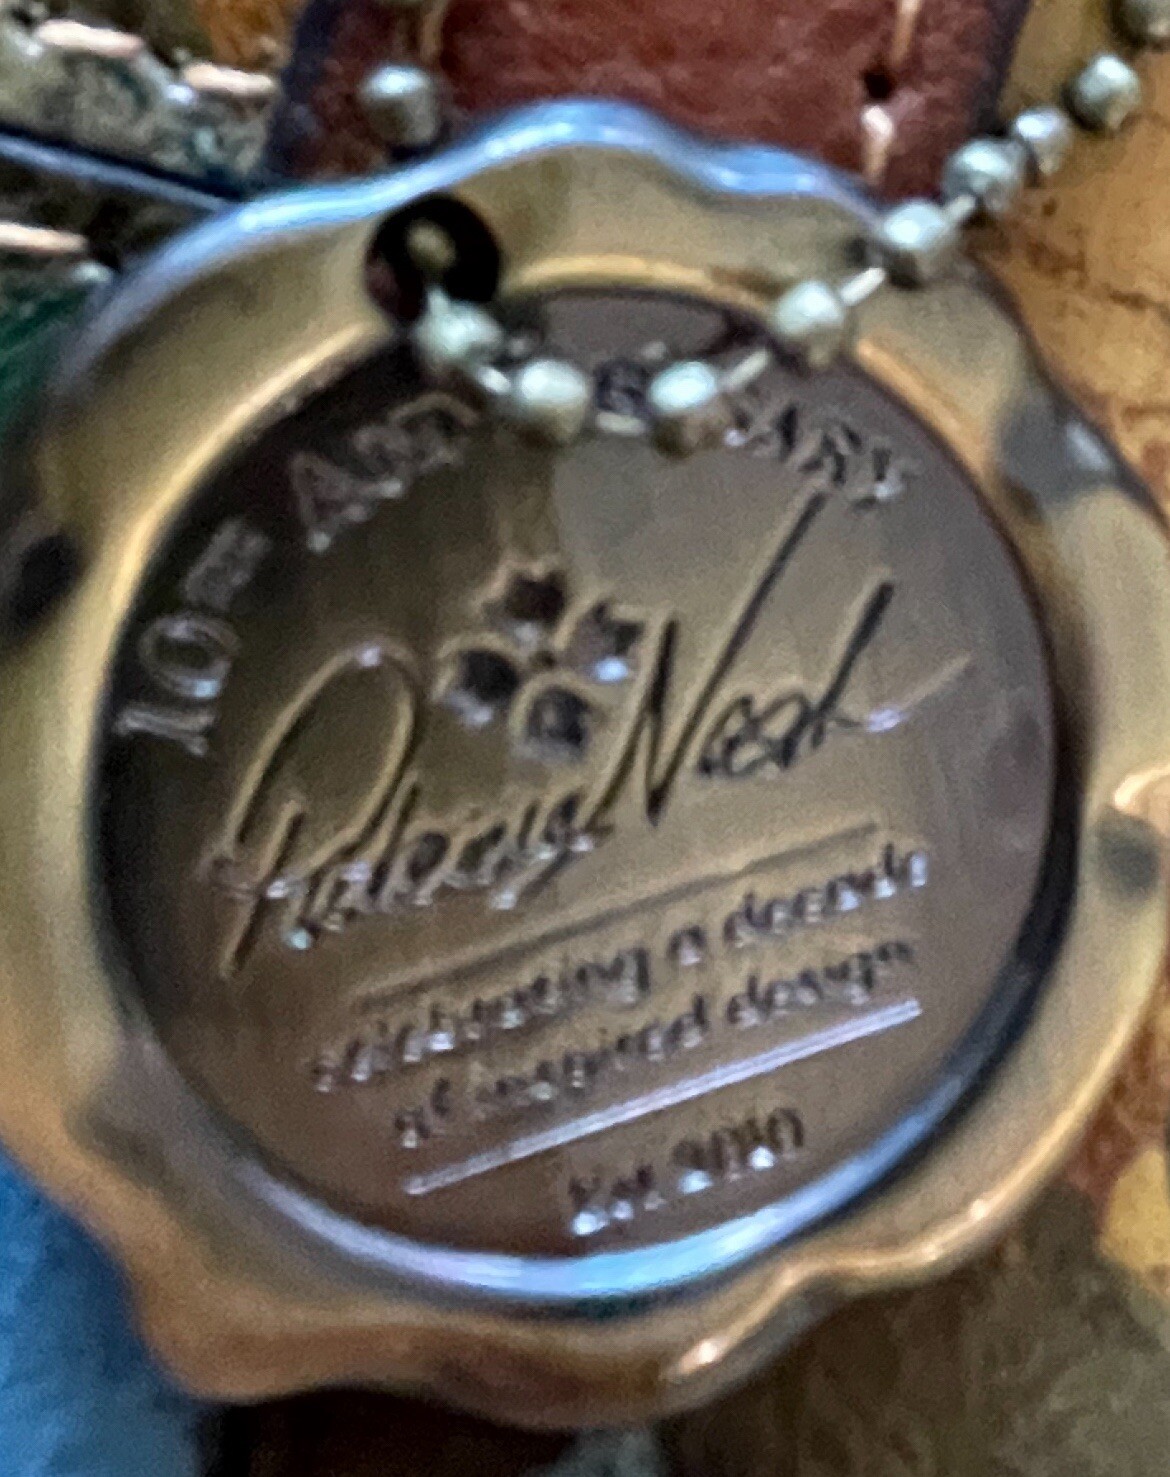 10TH ANNIVERSARY
Patricia Nash
celebrating a decade
of inspired design
Est. 2010